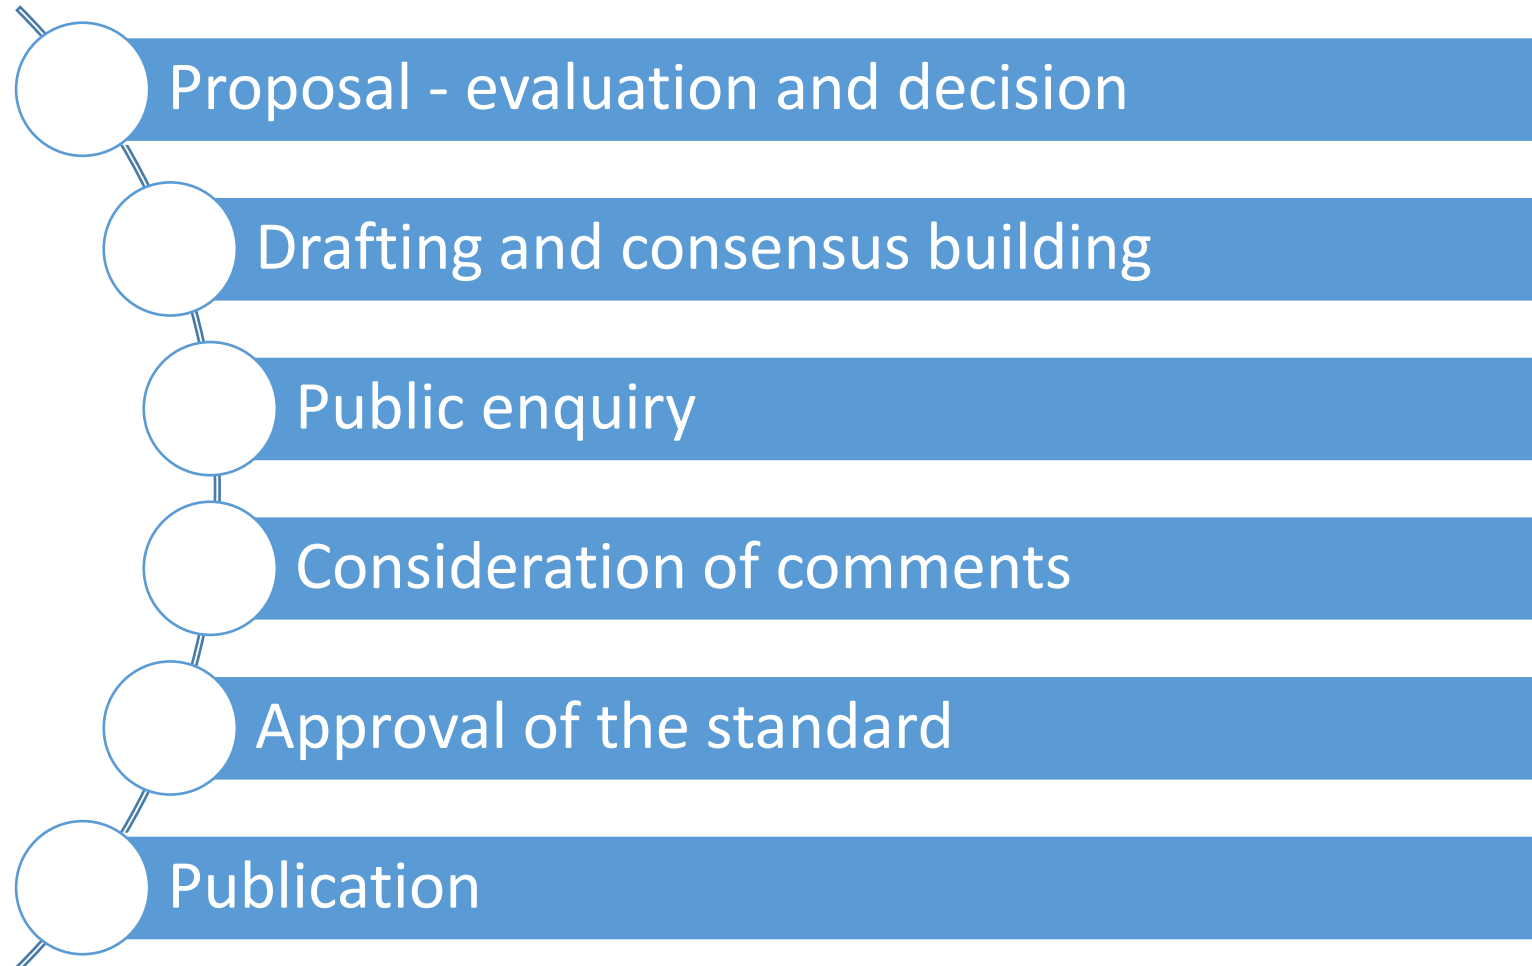 Proposal - evaluation and decision
Drafting and consensus building
Public enquiry
Consideration of comments
Approval of the standard
Publication